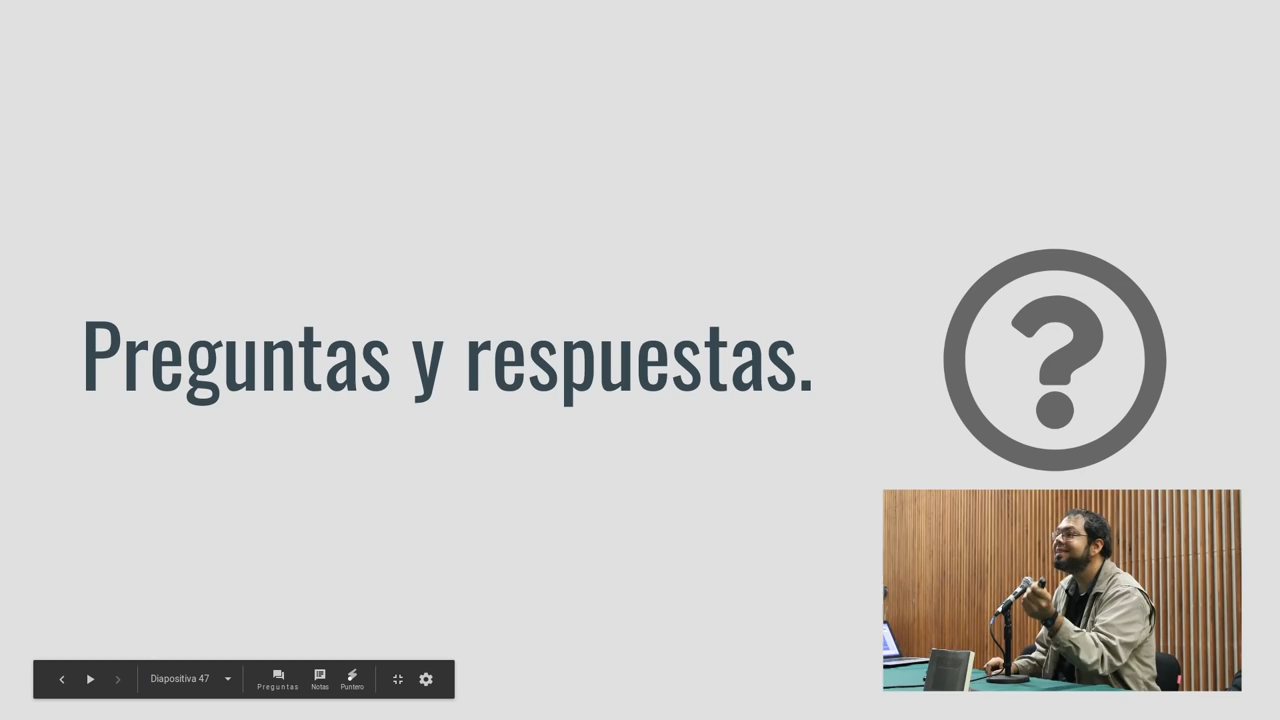 Preguntas y respuestas.
?
Diapositiva 47
Preguntas
Notas
Puntero